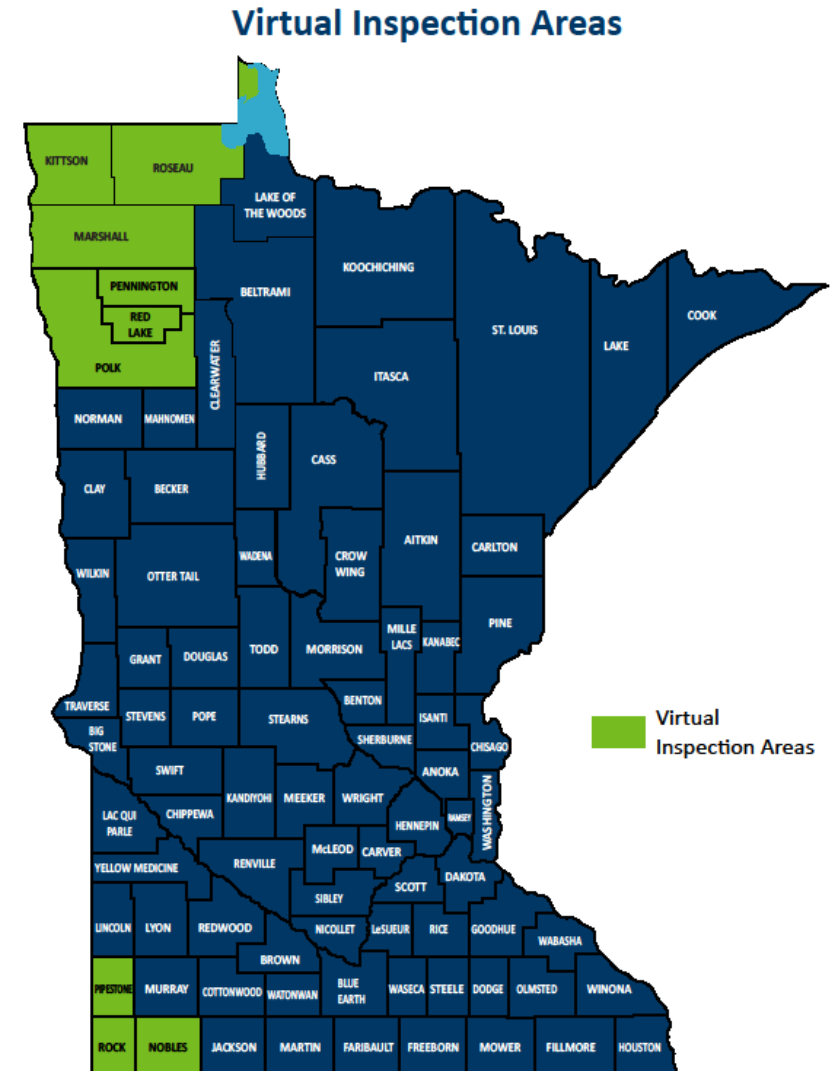 Virtual Inspection Areas
KITTSON
ROSEAU
LAKE OF
THE WOODS
MARSHALL
KOOCHICHING
PENNINGTON
BELTRAMI
RED
LAKE
COOK
ST. LOUIS
LAKE
POLK
CLEARWATER
ITASCA
NORMAN
MAHNOMEN
HUBBARD
CASS
CLAY
BECKER
AITKIN
CARLTON
WADENA
CROW
WING
WILKIN
OTTER TAIL
PINE
MILLE
LACS
KANABEC
TODD
MORRISON
GRANT
DOUGLAS
BENTON
TRAVERSE
STEVENS
POPE
STEARNS
ISANTI
Virtual
Inspection Areas
BIG
STONE
SHERBURNE
CHISAGO
SWIFT
ANOKA
KANDIYOHI
MEEKER
WRIGHT
WASHINGTON
LAC QUI
PARLE
CHIPPEWA
HENNEPIN
RAMSEY
McLEOD
CARVER
YELLOW MEDICINE
RENVILLE
DAKOTA
SCOTT
SIBLEY
LINCOLN
LYON
REDWOOD
NICOLLET
LeSUEUR
RICE
GOODHUE
WABASHA
BROWN
PIPESTONE
MURRAY
COTTONWOOD
WATONWAN
BLUE
EARTH
WASECA
STEELE
DODGE
OLMSTED
WINONA
ROCK
NOBLES
JACKSON
MARTIN
FARIBAULT
FREEBORN
MOWER
FILLMORE
HOUSTON